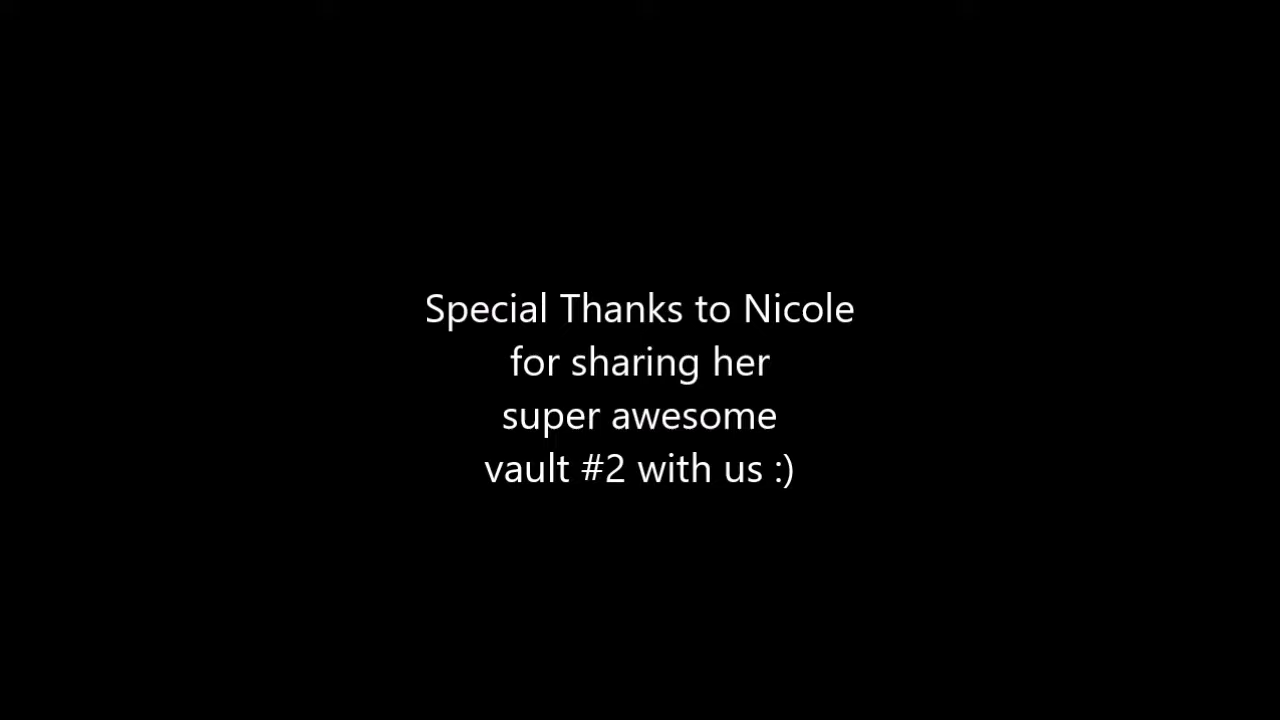 Special Thanks to Nicole
for sharing her
super awesome
vault #2 with us :)